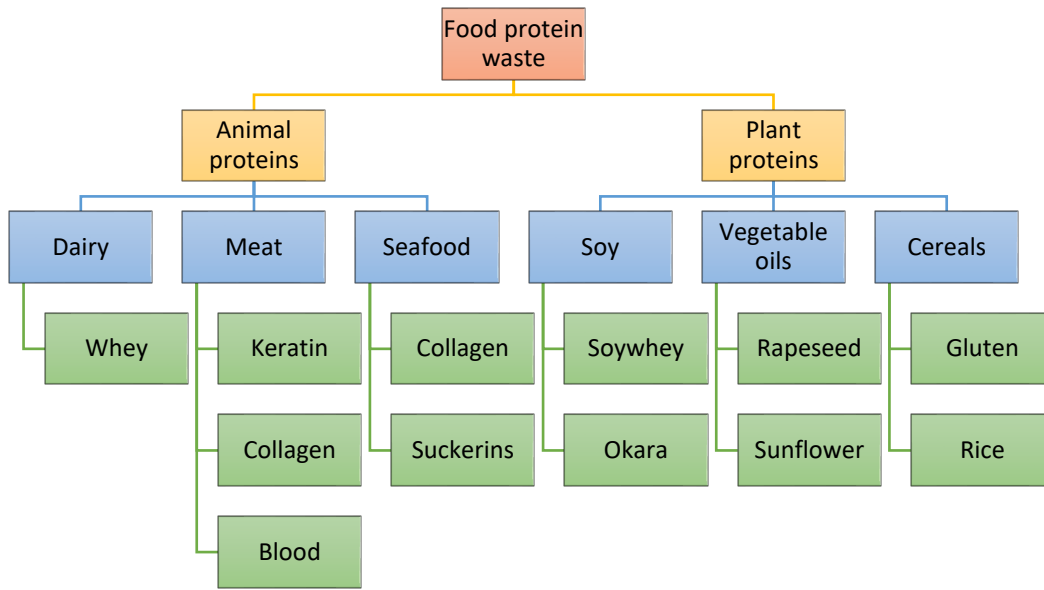 Food protein
waste
Animal
proteins
Plant
proteins
Dairy
Meat
Seafood
Soy
Vegetable
oils
Cereals
Whey
Keratin
Collagen
Soywhey
Rapeseed
Gluten
Collagen
Suckerins
Okara
Sunflower
Rice
Blood